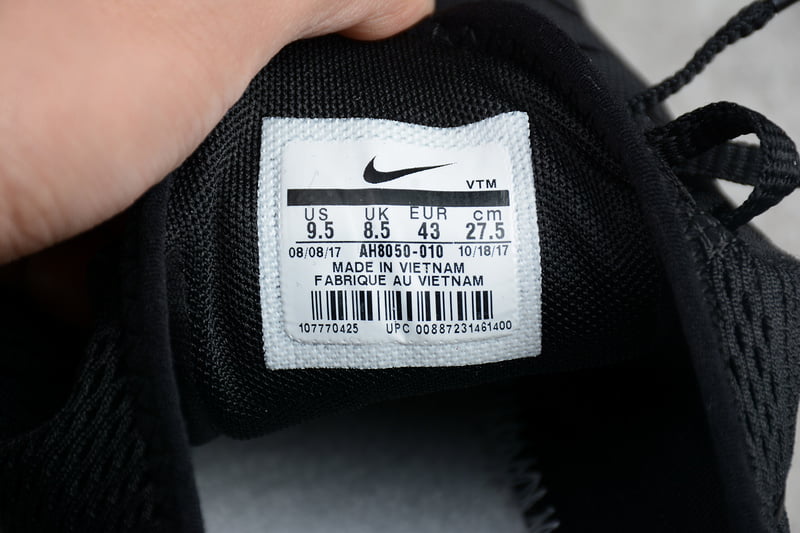 VTM
US UK EUR cm
9.5 8.5 43 27.5
08/08/17 AH8050-010 10/18/17
MADE IN VIETNAM
FABRIQUE AU VIETNAM
107770425 UPC 00887231461400